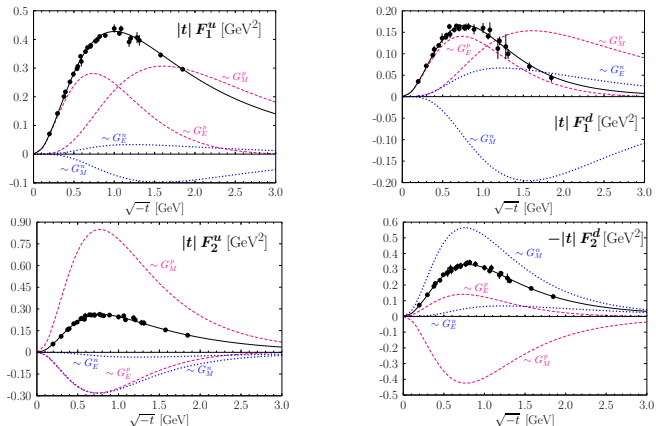 |t| F₁ᵘ [GeV²]
0.5
0.4
0.3
0.2
0.1
0
-0.1
∼ G_M^p
∼ G_E^p
∼ G_E^n
∼ G_M^n
0 0.5 1.0 1.5 2.0 2.5 3.0
√−t [GeV]
|t| F₁ᵈ [GeV²]
0.20
0.15
0.10
0.05
0
-0.05
-0.10
-0.15
-0.20
∼ G_E^p
∼ G_M^p
∼ G_E^n
∼ G_M^n
0 0.5 1.0 1.5 2.0 2.5 3.0
√−t [GeV]
|t| F₂ᵘ [GeV²]
0.90
0.75
0.60
0.45
0.30
0.15
0
-0.15
-0.30
∼ G_M^p
∼ G_E^n
∼ G_E^p
∼ G_M^n
0 0.5 1.0 1.5 2.0 2.5 3.0
√−t [GeV]
−|t| F₂ᵈ [GeV²]
0.6
0.5
0.4
0.3
0.2
0.1
0
-0.1
-0.2
-0.3
-0.4
-0.5
∼ G_M^n
∼ G_E^p
∼ G_E^n
∼ G_M^p
0 0.5 1.0 1.5 2.0 2.5 3.0
√−t [GeV]